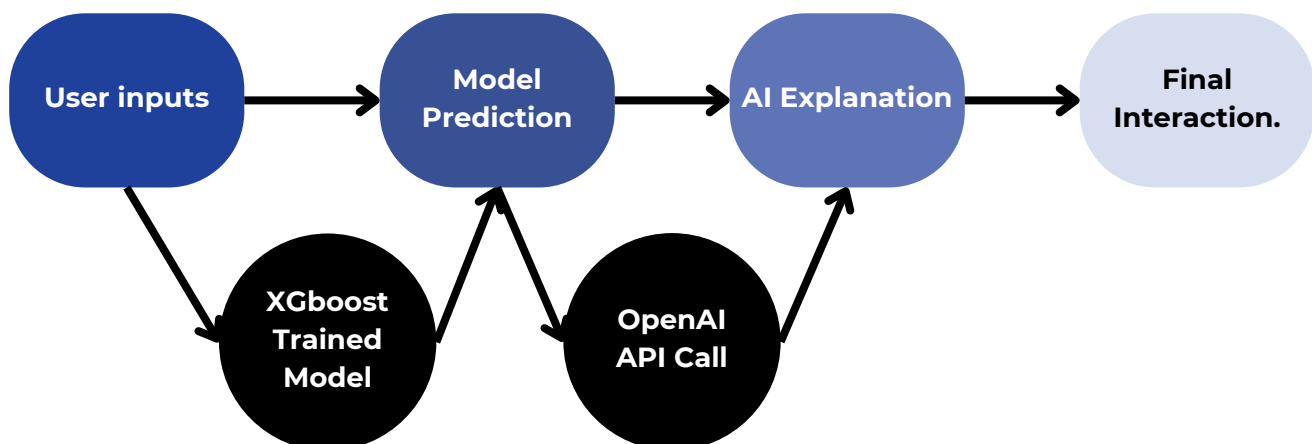 User inputs
Model
Prediction
AI Explanation
Final
Interaction.
XGboost
Trained
Model
OpenAI
API Call